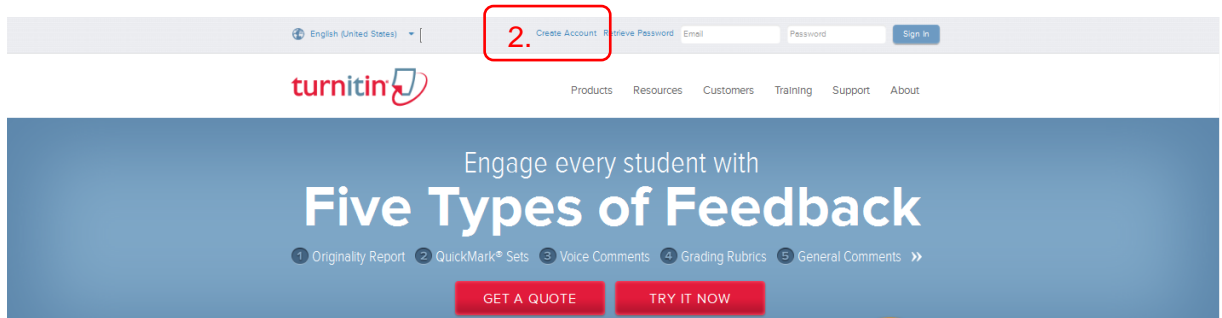 English (United States) 2. Create Account Retrieve Password Email Password Sign In
turnitin Products Resources Customers Training Support About
Engage every student with
Five Types of Feedback
1 Originality Report 2 QuickMark® Sets 3 Voice Comments 4 Grading Rubrics 5 General Comments »
GET A QUOTE TRY IT NOW